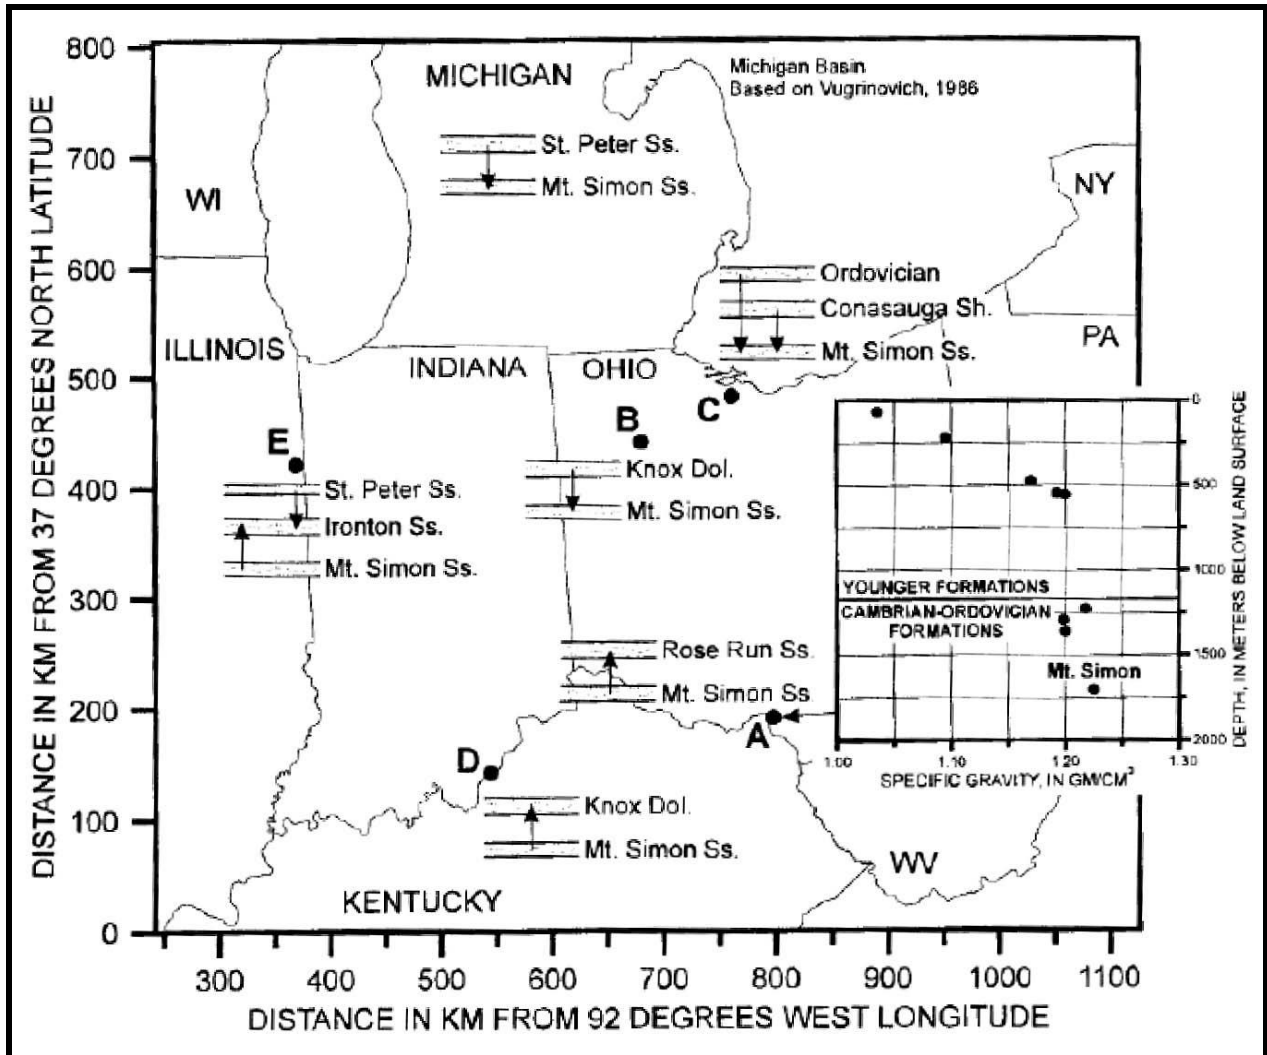 800
700
600
500
400
300
200
100
0
DISTANCE IN KM FROM 37 DEGREES NORTH LATITUDE
MICHIGAN
Michigan Basin
Based on Vugrinovich, 1986
St. Peter Ss.
Mt. Simon Ss.
WI
NY
Ordovician
Conasauga Sh.
Mt. Simon Ss.
PA
ILLINOIS
INDIANA
OHIO
C
B
E
Knox Dol.
Mt. Simon Ss.
St. Peter Ss.
Ironton Ss.
Mt. Simon Ss.
Rose Run Ss.
Mt. Simon Ss.
A
D
Knox Dol.
Mt. Simon Ss.
KENTUCKY
WV
0
500
1000
1500
2000
DEPTH, IN METERS BELOW LAND SURFACE
YOUNGER FORMATIONS
CAMBRIAN-ORDOVICIAN
FORMATIONS
Mt. Simon
1.00 1.10 1.20 1.30
SPECIFIC GRAVITY, IN GM/CM³
300 400 500 600 700 800 900 1000 1100
DISTANCE IN KM FROM 92 DEGREES WEST LONGITUDE